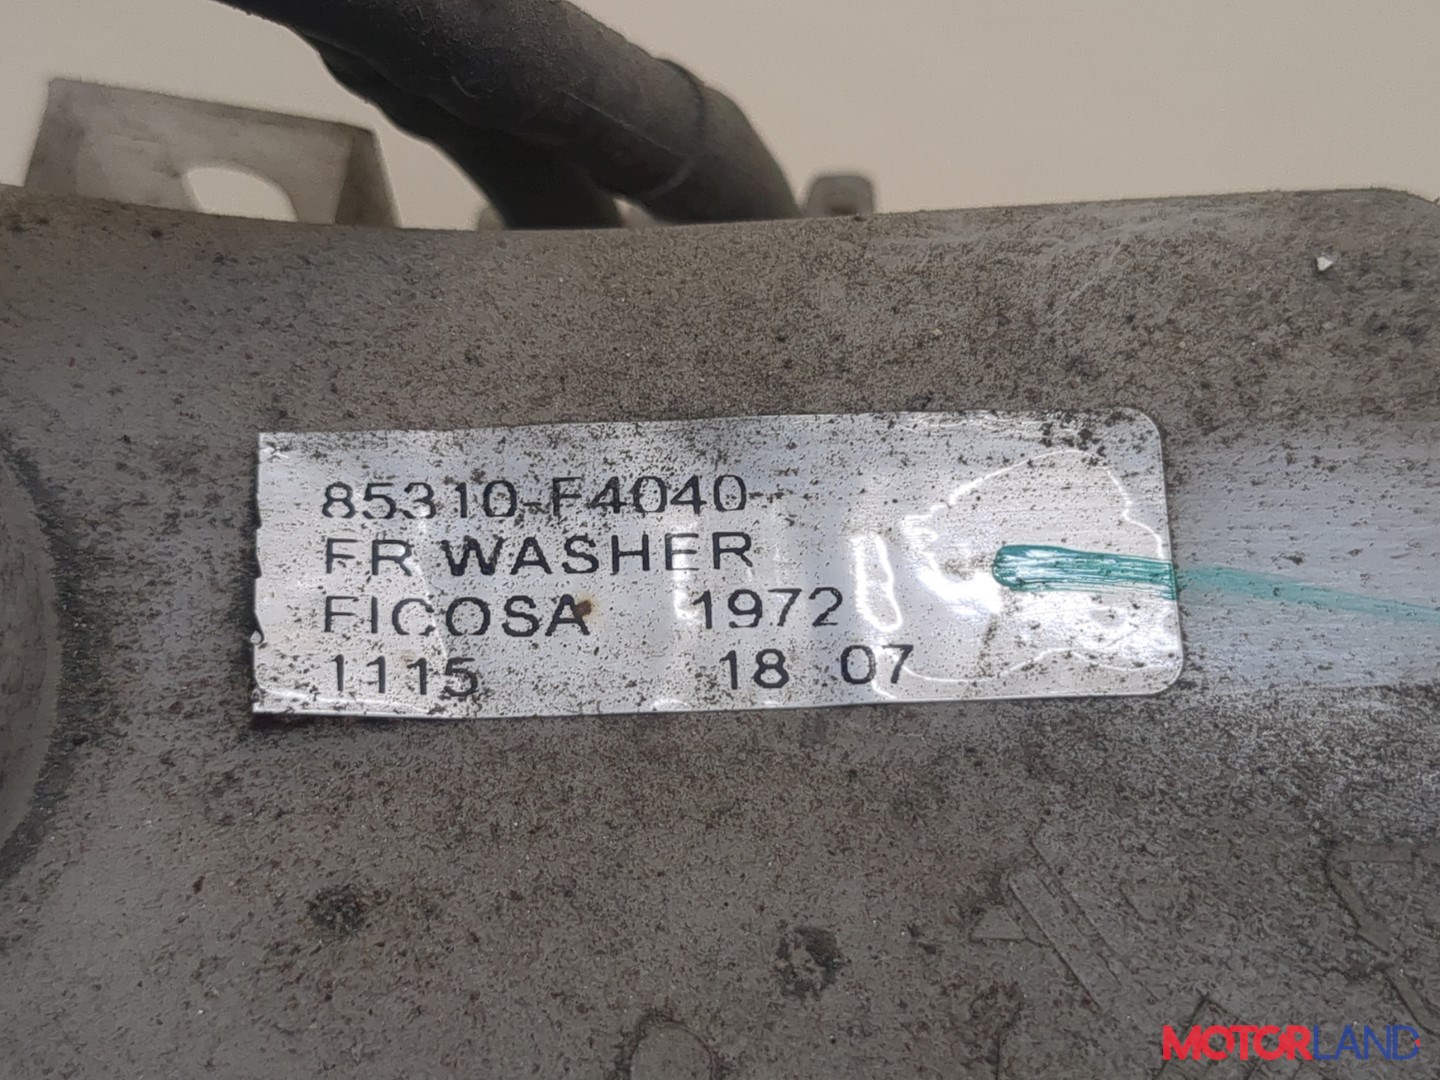 85310-F4040
FR WASHER
FICOSA 1972
1115 18 07
MOTORLAND